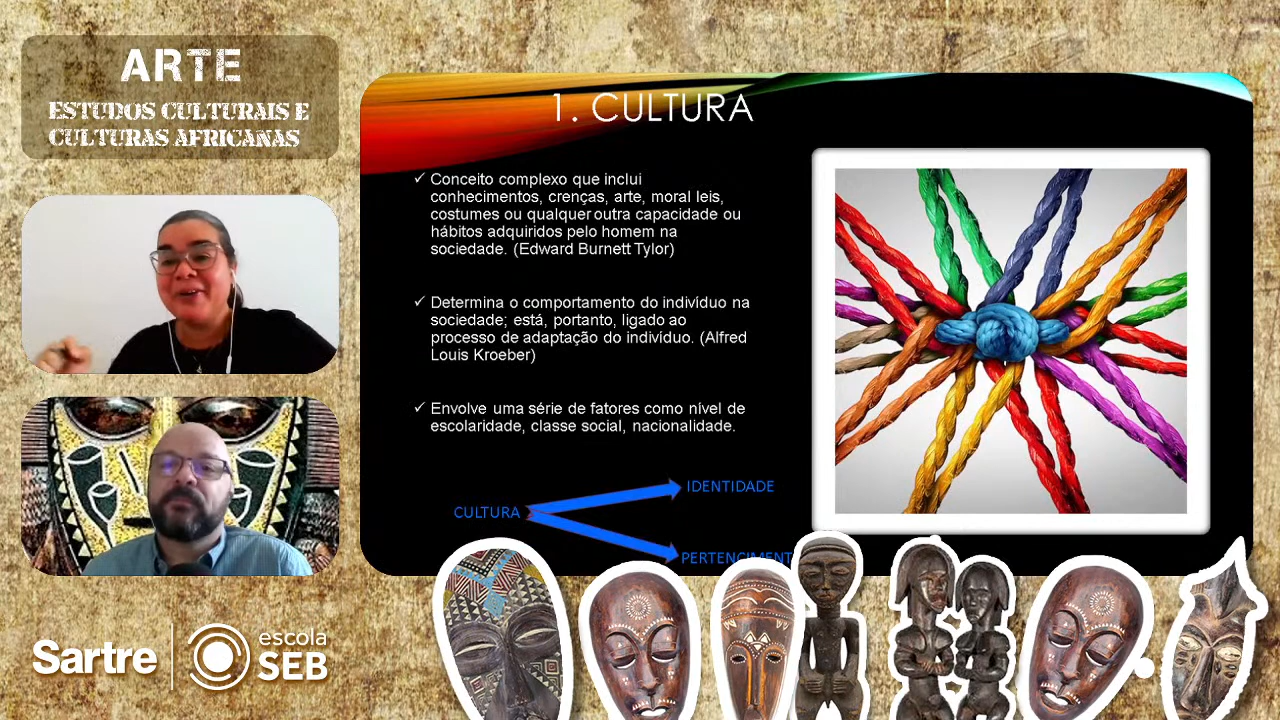 ARTE
ESTUDOS CULTURAIS E
CULTURAS AFRICANAS
1. CULTURA
✓ Conceito complexo que inclui
conhecimentos, crenças, arte, moral leis,
costumes ou qualquer outra capacidade ou
hábitos adquiridos pelo homem na
sociedade. (Edward Burnett Tylor)
✓ Determina o comportamento do indivíduo na
sociedade; está, portanto, ligado ao
processo de adaptação do indivíduo. (Alfred
Louis Kroeber)
✓ Envolve uma série de fatores como nível de
escolaridade, classe social, nacionalidade.
IDENTIDADE
CULTURA
PERTENCIMENT
Sartre
escola
SEB